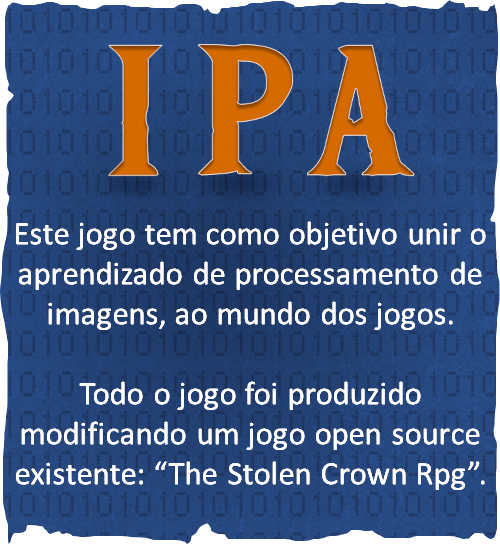 IPA
Este jogo tem como objetivo unir o
aprendizado de processamento de
imagens, ao mundo dos jogos.
Todo o jogo foi produzido
modificando um jogo open source
existente: “The Stolen Crown Rpg”.